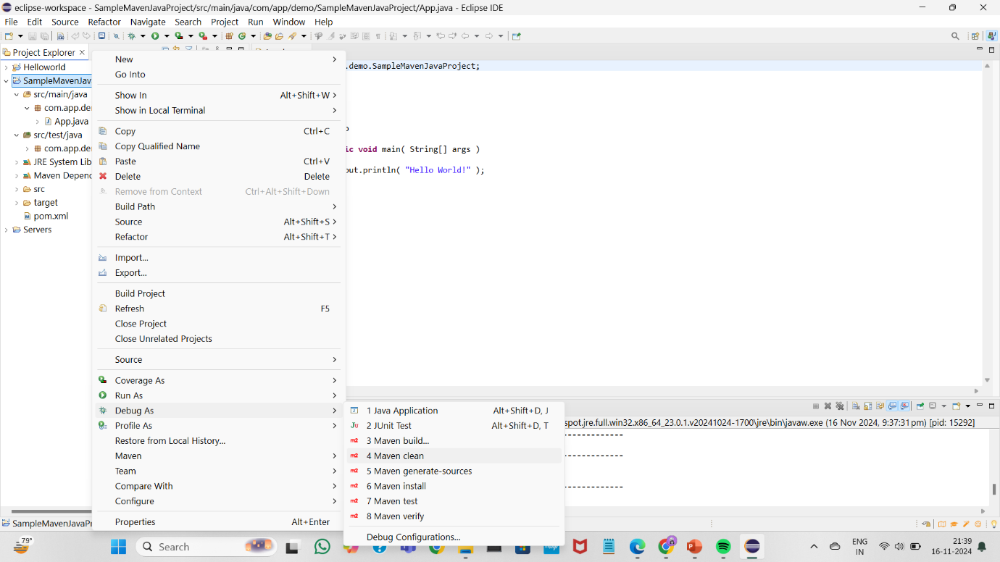 eclipse-workspace - SampleMavenJavaProject/src/main/java/com/app/demo/SampleMavenJavaProject/App.java - Eclipse IDE
File Edit Source Refactor Navigate Search Project Run Window Help
Project Explorer
Helloworld
SampleMavenJav
src/main/java
com.app.der
App.java
src/test/java
com.app.der
JRE System Lib
Maven Depend
src
target
pom.xml
Servers
New
Go Into
Show In Alt+Shift+W
Show in Local Terminal
Copy Ctrl+C
Copy Qualified Name
Paste Ctrl+V
Delete Delete
Remove from Context Ctrl+Alt+Shift+Down
Build Path
Source Alt+Shift+S
Refactor Alt+Shift+T
Import...
Export...
Build Project
Refresh F5
Close Project
Close Unrelated Projects
Source
Coverage As
Run As
Debug As
Profile As
Restore from Local History...
Maven
Team
Compare With
Configure
Properties Alt+Enter
.demo.SampleMavenJavaProject;
ic void main( String[] args )
out.println( "Hello World!" );
1 Java Application Alt+Shift+D, J
2 JUnit Test Alt+Shift+D, T
3 Maven build...
4 Maven clean
5 Maven generate-sources
6 Maven install
7 Maven test
8 Maven verify
Debug Configurations...
spot.jre.full.win32.x86_64_23.0.1.v20241024-1700\jre\bin\javaw.exe (16 Nov 2024, 9:37:31 pm) [pid: 15292]
------------
------------
------------
SampleMavenJavaPr
79°
Search
ENG
IN
21:39
16-11-2024